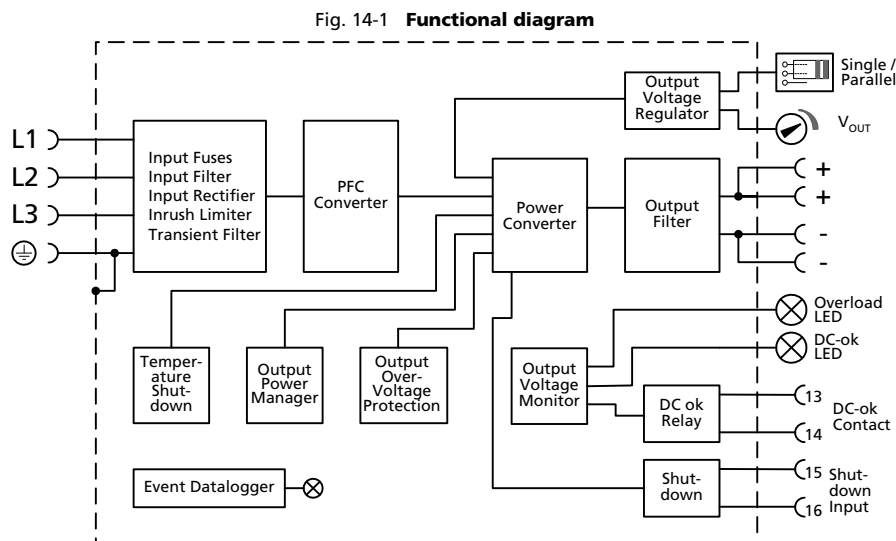 Fig. 14-1 Functional diagram
Single /
Parallel
Output
Voltage
Regulator
VOUT
L1
L2
L3
Input Fuses
Input Filter
Input Rectifier
Inrush Limiter
Transient Filter
PFC
Converter
Power
Converter
Output
Filter
+
+
-
-
Overload
LED
DC-ok
LED
Temper-
ature
Shut-
down
Output
Power
Manager
Output
Over-
Voltage
Protection
Output
Voltage
Monitor
DC ok
Relay
13
14
DC-ok
Contact
Event Datalogger
Shut-
down
15
16
Shut-
down
Input